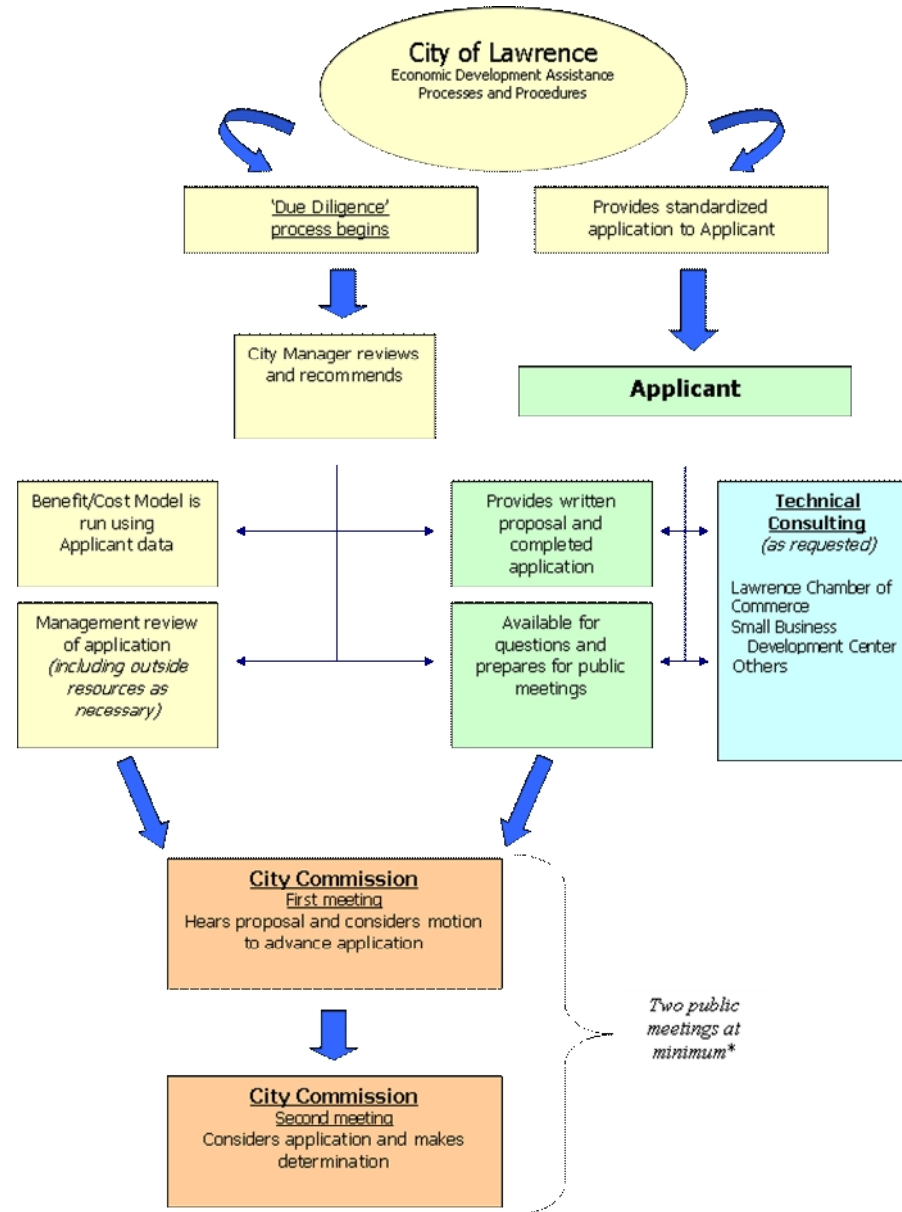 City of Lawrence
Economic Development Assistance
Processes and Procedures
'Due Diligence'
process begins
Provides standardized
application to Applicant
City Manager reviews
and recommends
Applicant
Benefit/Cost Model is
run using
Applicant data
Provides written
proposal and
completed
application
Technical
Consulting
(as requested)
Lawrence Chamber of
Commerce
Small Business
Development Center
Others
Management review
of application
(including outside
resources as
necessary)
Available for
questions and
prepares for public
meetings
City Commission
First meeting
Hears proposal and considers motion
to advance application
Two public
meetings at
minimum*
City Commission
Second meeting
Considers application and makes
determination